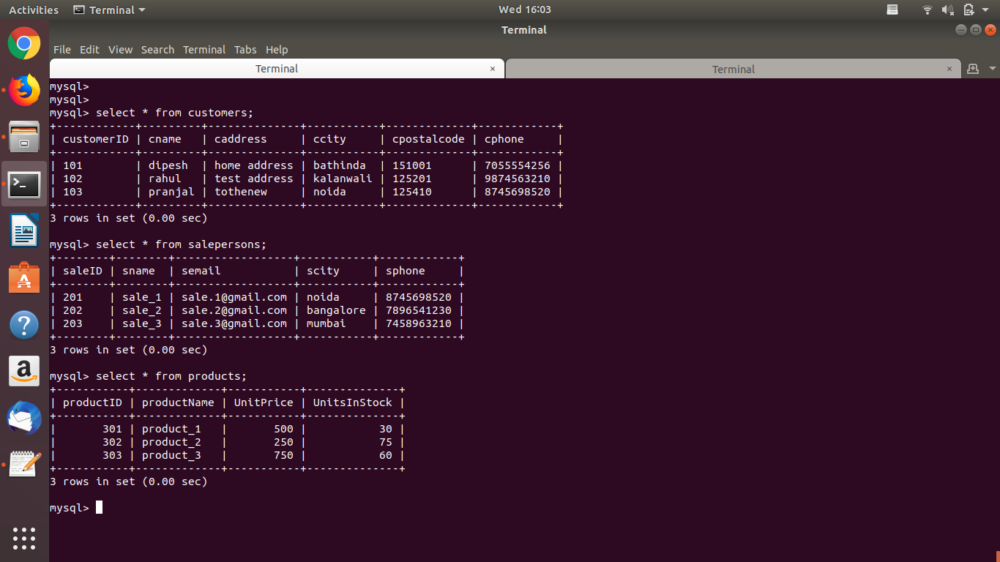 Activities Terminal Wed 16:03
Terminal
File Edit View Search Terminal Tabs Help
Terminal × Terminal ×
mysql>
mysql>
mysql> select * from customers;
+------------+---------+--------------+-----------+-------------+------------+
| customerID | cname   | caddress     | ccity     | cpostalcode | cphone     |
+------------+---------+--------------+-----------+-------------+------------+
| 101        | dipesh  | home address | bathinda  | 151001      | 7055554256 |
| 102        | rahul   | test address | kalanwali | 125201      | 9874563210 |
| 103        | pranjal | tothenew     | noida     | 125410      | 8745698520 |
+------------+---------+--------------+-----------+-------------+------------+
3 rows in set (0.00 sec)
mysql> select * from salepersons;
+--------+--------+------------------+-----------+------------+
| saleID | sname  | semail           | scity     | sphone     |
+--------+--------+------------------+-----------+------------+
| 201    | sale_1 | sale.1@gmail.com | noida     | 8745698520 |
| 202    | sale_2 | sale.2@gmail.com | bangalore | 7896541230 |
| 203    | sale_3 | sale.3@gmail.com | mumbai    | 7458963210 |
+--------+--------+------------------+-----------+------------+
3 rows in set (0.00 sec)
mysql> select * from products;
+-----------+-------------+-----------+--------------+
| productID | productName | UnitPrice | UnitsInStock |
+-----------+-------------+-----------+--------------+
|       301 | product_1   |       500 |           30 |
|       302 | product_2   |       250 |           75 |
|       303 | product_3   |       750 |           60 |
+-----------+-------------+-----------+--------------+
3 rows in set (0.00 sec)
mysql>